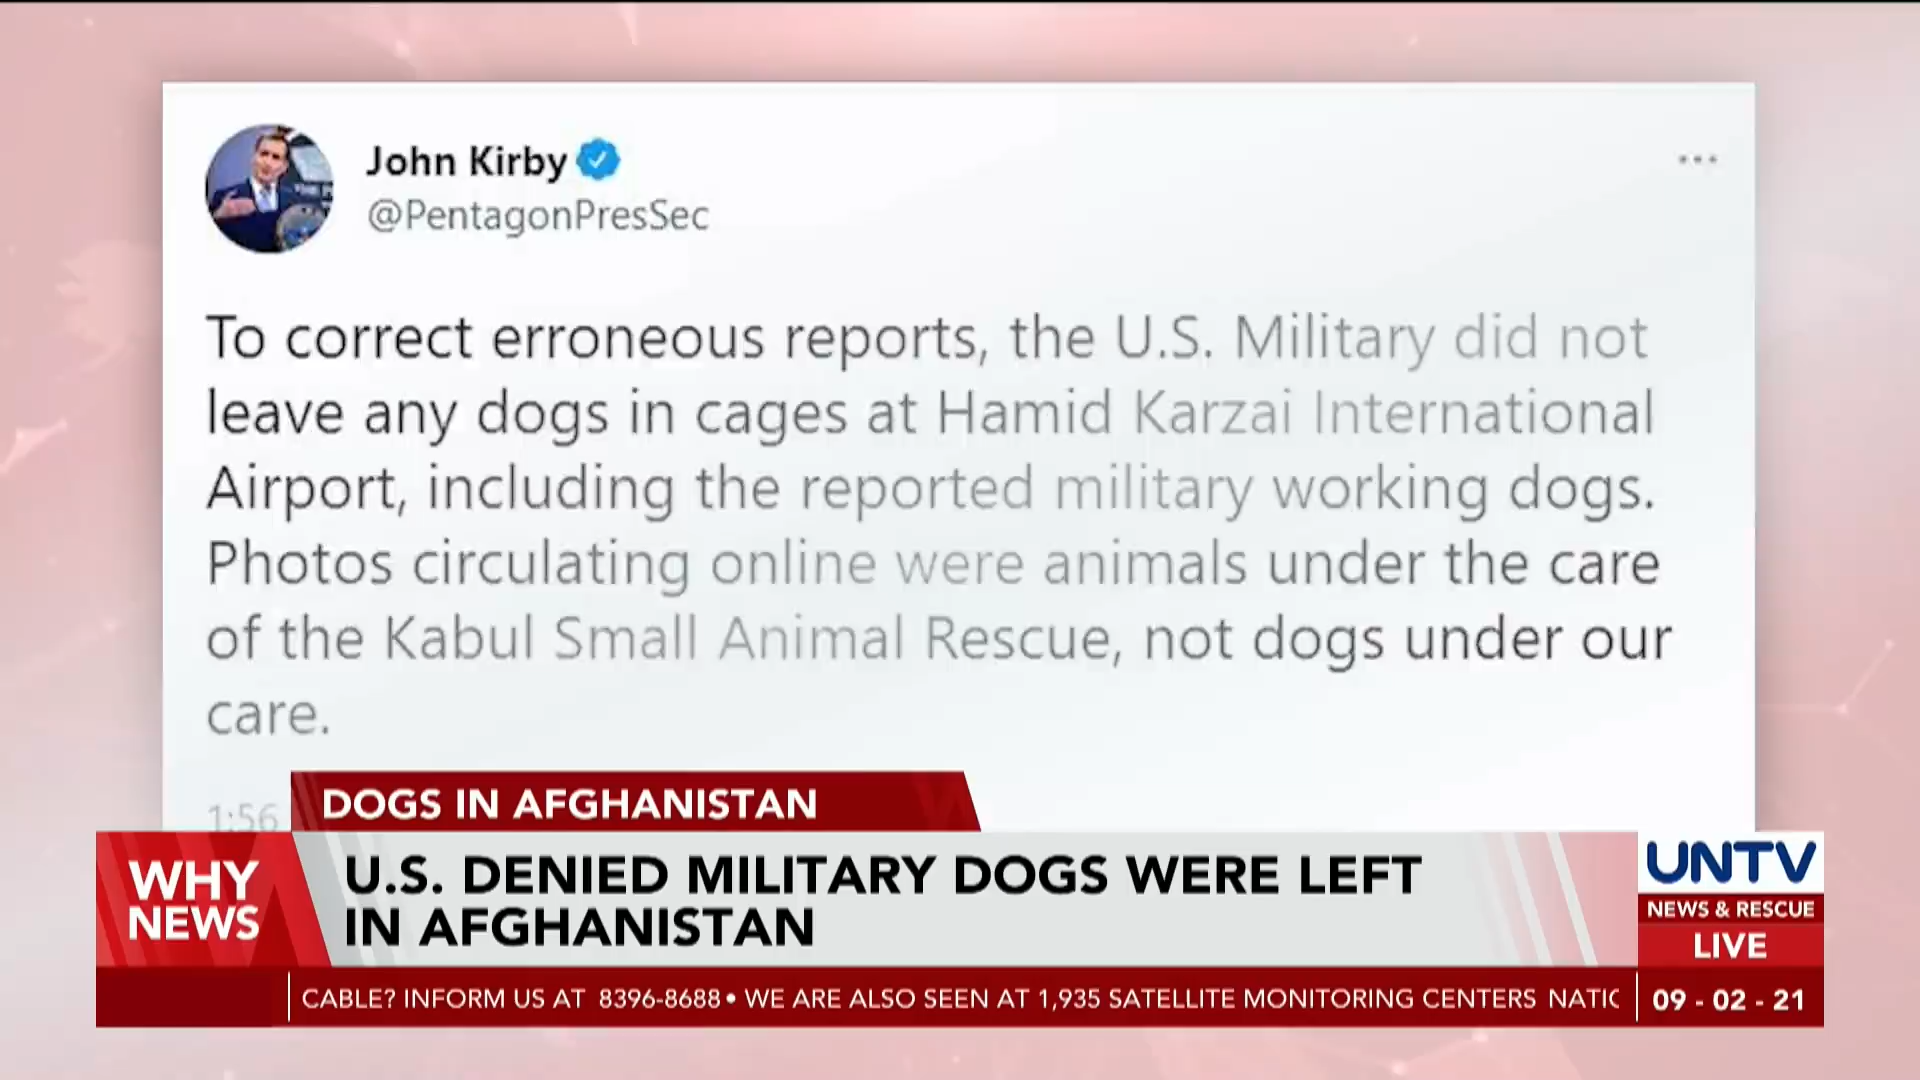 John Kirby
@PentagonPresSec
To correct erroneous reports, the U.S. Military did not
leave any dogs in cages at Hamid Karzai International
Airport, including the reported military working dogs.
Photos circulating online were animals under the care
of the Kabul Small Animal Rescue, not dogs under our
care.
1:56
DOGS IN AFGHANISTAN
WHY
NEWS
U.S. DENIED MILITARY DOGS WERE LEFT
IN AFGHANISTAN
UNTV
NEWS & RESCUE
LIVE
CABLE? INFORM US AT 8396-8688 • WE ARE ALSO SEEN AT 1,935 SATELLITE MONITORING CENTERS
09 - 02 - 21